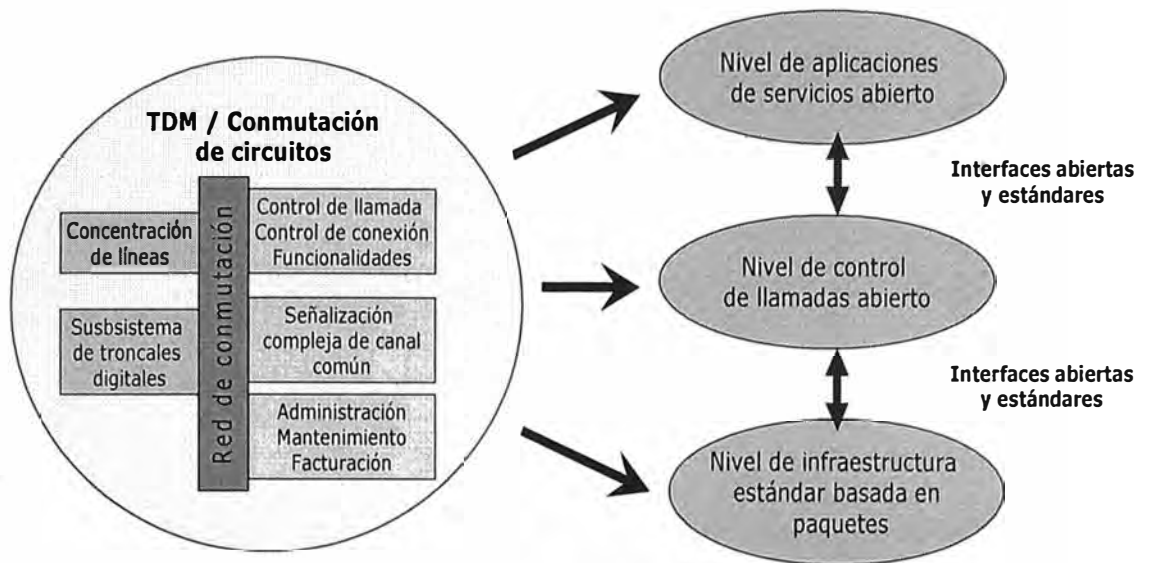 TDM / Conmutación
de circuitos
Concentración
de líneas
Susbsistema
de troncales
digitales
Red de conmutación
Control de llamada
Control de conexión
Funcionalidades
Señalización
compleja de canal
común
Administración
Mantenimiento
Facturación
Nivel de aplicaciones
de servicios abierto
Interfaces abiertas
y estándares
Nivel de control
de llamadas abierto
Interfaces abiertas
y estándares
Nivel de infraestructura
estándar basada en
paquetes